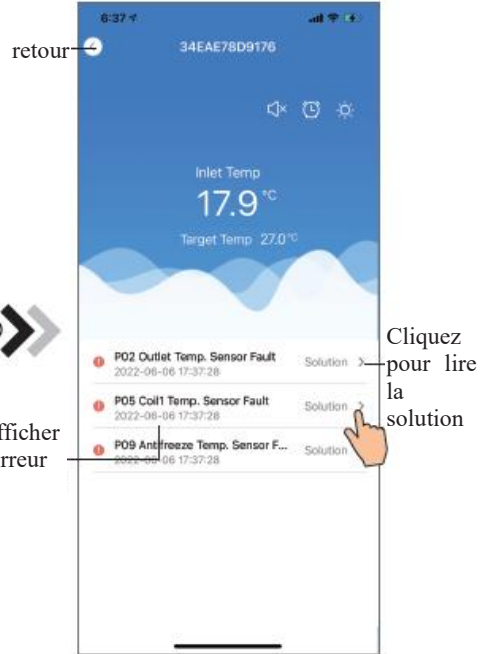 6:37
34EAE78D9176
retour
Inlet Temp
17.9 °C
Target Temp 27.0°C
P02 Outlet Temp. Sensor Fault
2022-06-06 17:37:28
Solution >
P05 Coil1 Temp. Sensor Fault
2022-06-06 17:37:28
Solution >
P09 Antifreeze Temp. Sensor F...
2022-06-06 17:37:28
Solution
Cliquez
pour lire
la
solution
fficher
rreur